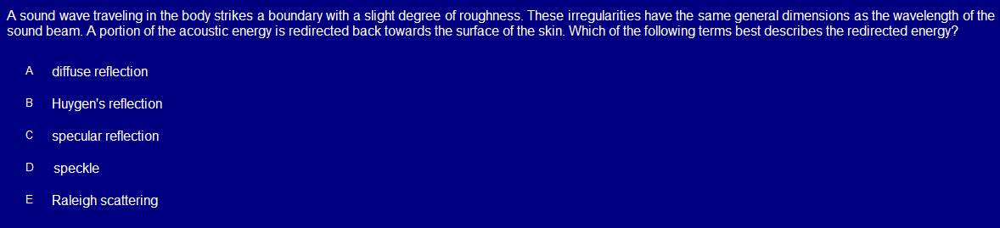 A sound wave traveling in the body strikes a boundary with a slight degree of roughness. These irregularities have the same general dimensions as the wavelength of the
sound beam. A portion of the acoustic energy is redirected back towards the surface of the skin. Which of the following terms best describes the redirected energy?
A diffuse reflection
B Huygen's reflection
C specular reflection
D speckle
E Raleigh scattering